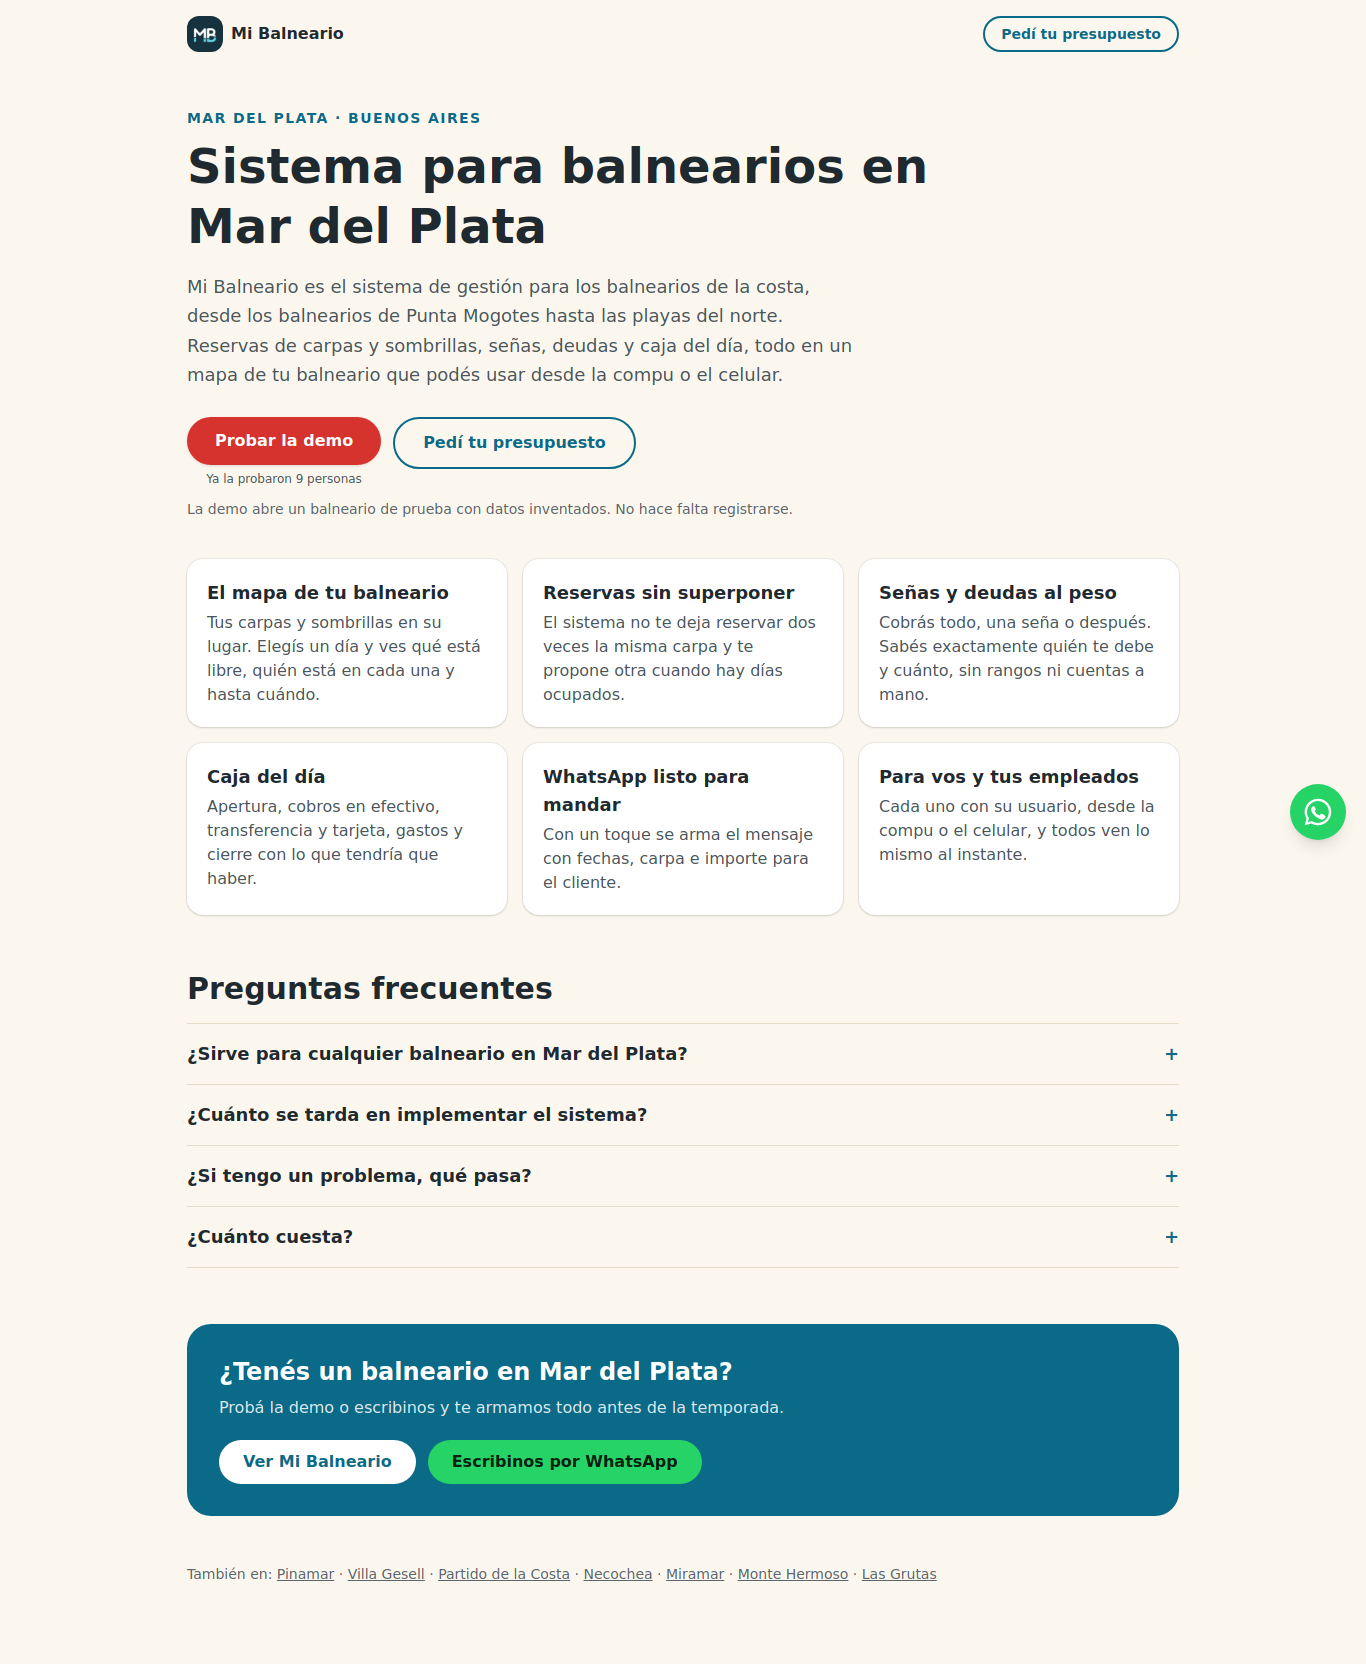 MB Mi Balneario
Pedí tu presupuesto
MAR DEL PLATA · BUENOS AIRES
Sistema para balnearios en
Mar del Plata
Mi Balneario es el sistema de gestión para los balnearios de la costa,
desde los balnearios de Punta Mogotes hasta las playas del norte.
Reservas de carpas y sombrillas, señas, deudas y caja del día, todo en un
mapa de tu balneario que podés usar desde la compu o el celular.
Probar la demo
Pedí tu presupuesto
Ya la probaron 9 personas
La demo abre un balneario de prueba con datos inventados. No hace falta registrarse.
El mapa de tu balneario
Tus carpas y sombrillas en su
lugar. Elegís un día y ves qué está
libre, quién está en cada una y
hasta cuándo.
Reservas sin superponer
El sistema no te deja reservar dos
veces la misma carpa y te
propone otra cuando hay días
ocupados.
Señas y deudas al peso
Cobrás todo, una seña o después.
Sabés exactamente quién te debe
y cuánto, sin rangos ni cuentas a
mano.
Caja del día
Apertura, cobros en efectivo,
transferencia y tarjeta, gastos y
cierre con lo que tendría que
haber.
WhatsApp listo para
mandar
Con un toque se arma el mensaje
con fechas, carpa e importe para
el cliente.
Para vos y tus empleados
Cada uno con su usuario, desde la
compu o el celular, y todos ven lo
mismo al instante.
Preguntas frecuentes
¿Sirve para cualquier balneario en Mar del Plata? +
¿Cuánto se tarda en implementar el sistema? +
¿Si tengo un problema, qué pasa? +
¿Cuánto cuesta? +
¿Tenés un balneario en Mar del Plata?
Probá la demo o escribinos y te armamos todo antes de la temporada.
Ver Mi Balneario
Escribinos por WhatsApp
También en: Pinamar · Villa Gesell · Partido de la Costa · Necochea · Miramar · Monte Hermoso · Las Grutas